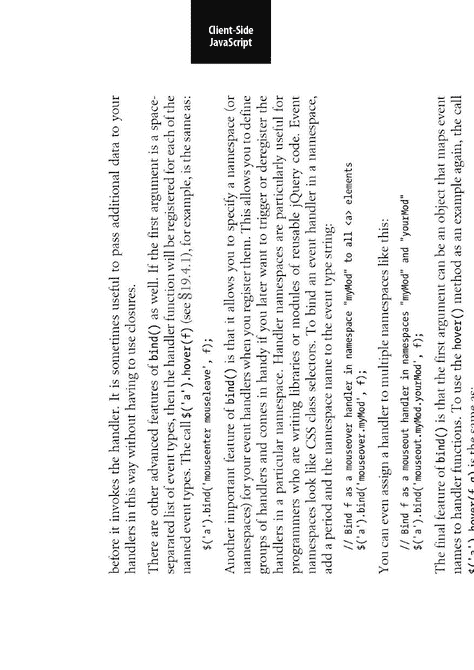 Client-Side
JavaScript
before it invokes the handler. It is sometimes useful to pass additional data to your
handlers in this way without having to use closures.
There are other advanced features of bind() as well. If the first argument is a space-
separated list of event types, then the handler function will be registered for each of the
named event types. The call $('a').hover(f) (see §19.4.1), for example, is the same as:
$('a').bind('mouseenter mouseleave', f);
Another important feature of bind() is that it allows you to specify a namespace (or
namespaces) for your event handlers when you register them. This allows you to define
groups of handlers and comes in handy if you later want to trigger or deregister the
handlers in a particular namespace. Handler namespaces are particularly useful for
programmers who are writing libraries or modules of reusable jQuery code. Event
namespaces look like CSS class selectors. To bind an event handler in a namespace,
add a period and the namespace name to the event type string:
// Bind f as a mouseover handler in namespace "myMod" to all <a> elements
$('a').bind('mouseover.myMod', f);
You can even assign a handler to multiple namespaces like this:
// Bind f as a mouseout handler in namespaces "myMod" and "yourMod"
$('a').bind('mouseout.myMod.yourMod', f);
The final feature of bind() is that the first argument can be an object that maps event
names to handler functions. To use the hover() method as an example again, the call
$('a').hover(f,g) is the same as: